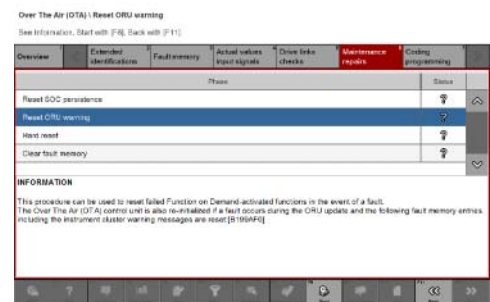 Over The Air (OTA) \ Reset ORU warning
See Information, Start with [F8], Back with [F11].
Overview
Extended identifications
Fault memory
Actual values input signals
Drive links checks
Maintenance repairs
Coding programming
Phase Status
Reset SOC persistence ?
Reset ORU warning ?
Hard reset ?
Clear fault memory ?
INFORMATION
This procedure can be used to reset failed Function on Demand-activated functions in the event of a fault.
The Over The Air (OTA) control unit is also re-initialized if a fault occurs during the ORU update and the following fault memory entries
including the instrument cluster warning messages are reset [B199AF0]